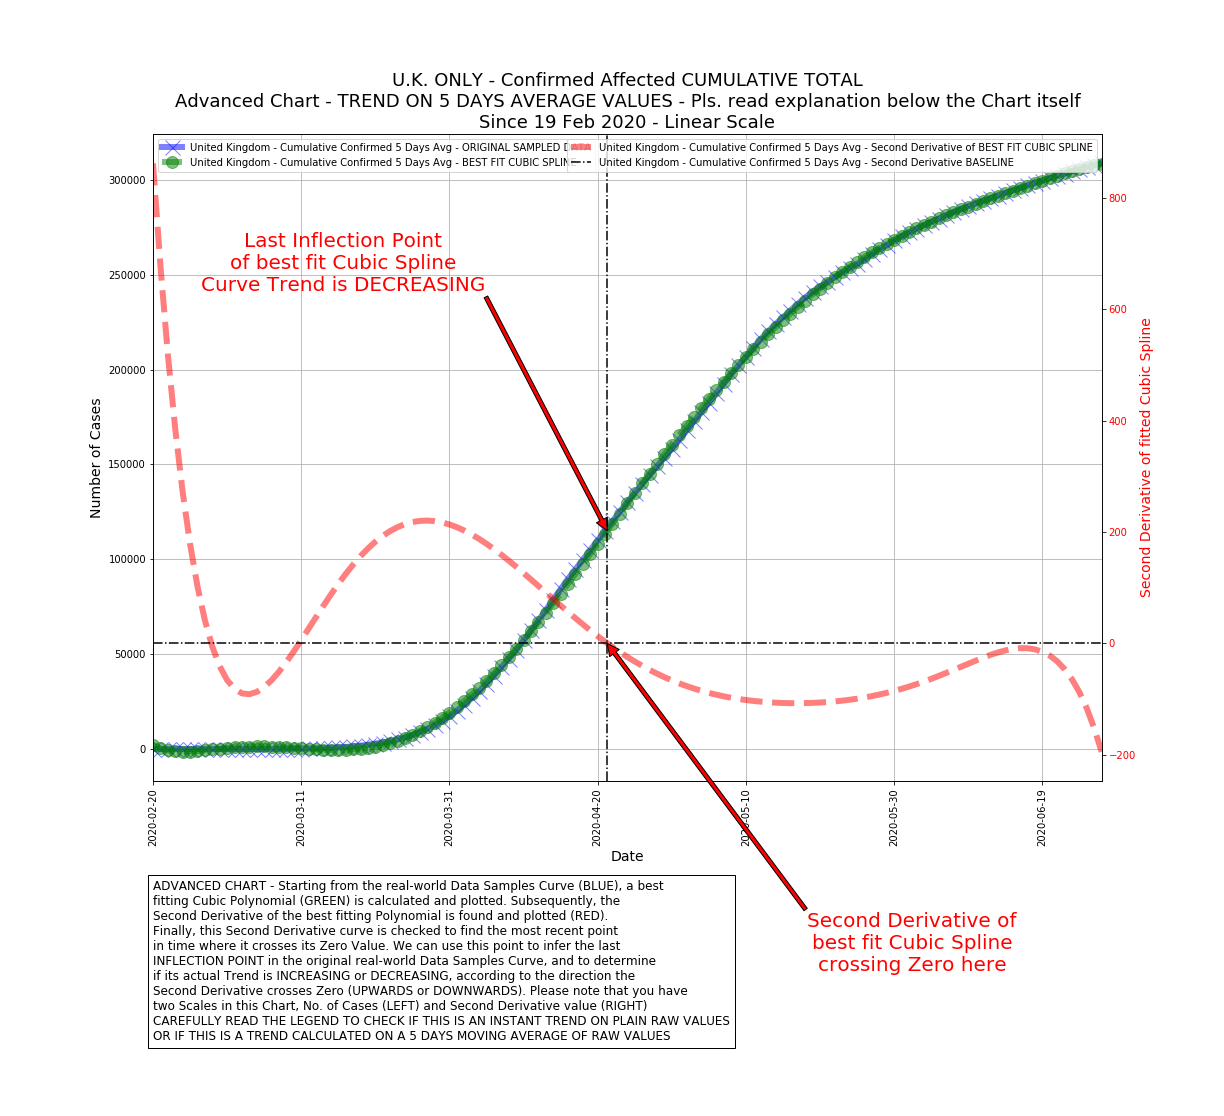 U.K. ONLY - Confirmed Affected CUMULATIVE TOTAL
Advanced Chart - TREND ON 5 DAYS AVERAGE VALUES - Pls. read explanation below the Chart itself
Since 19 Feb 2020 - Linear Scale
United Kingdom - Cumulative Confirmed 5 Days Avg - ORIGINAL SAMPLED
United Kingdom - Cumulative Confirmed 5 Days Avg - BEST FIT CUBIC SPLINE
United Kingdom - Cumulative Confirmed 5 Days Avg - Second Derivative of BEST FIT CUBIC SPLINE
United Kingdom - Cumulative Confirmed 5 Days Avg - Second Derivative BASELINE
Last Inflection Point
of best fit Cubic Spline
Curve Trend is DECREASING
Number of Cases
300000
250000
200000
150000
100000
50000
0
800
600
400
200
0
−200
Second Derivative of fitted Cubic Spline
2020-02-20
2020-03-11
2020-03-31
2020-04-20
2020-05-10
2020-05-30
2020-06-19
Date
Second Derivative of
best fit Cubic Spline
crossing Zero here
ADVANCED CHART - Starting from the real-world Data Samples Curve (BLUE), a best
fitting Cubic Polynomial (GREEN) is calculated and plotted. Subsequently, the
Second Derivative of the best fitting Polynomial is found and plotted (RED).
Finally, this Second Derivative curve is checked to find the most recent point
in time where it crosses its Zero Value. We can use this point to infer the last
INFLECTION POINT in the original real-world Data Samples Curve, and to determine
if its actual Trend is INCREASING or DECREASING, according to the direction the
Second Derivative crosses Zero (UPWARDS or DOWNWARDS). Please note that you have
two Scales in this Chart, No. of Cases (LEFT) and Second Derivative value (RIGHT)
CAREFULLY READ THE LEGEND TO CHECK IF THIS IS AN INSTANT TREND ON PLAIN RAW VALUES
OR IF THIS IS A TREND CALCULATED ON A 5 DAYS MOVING AVERAGE OF RAW VALUES